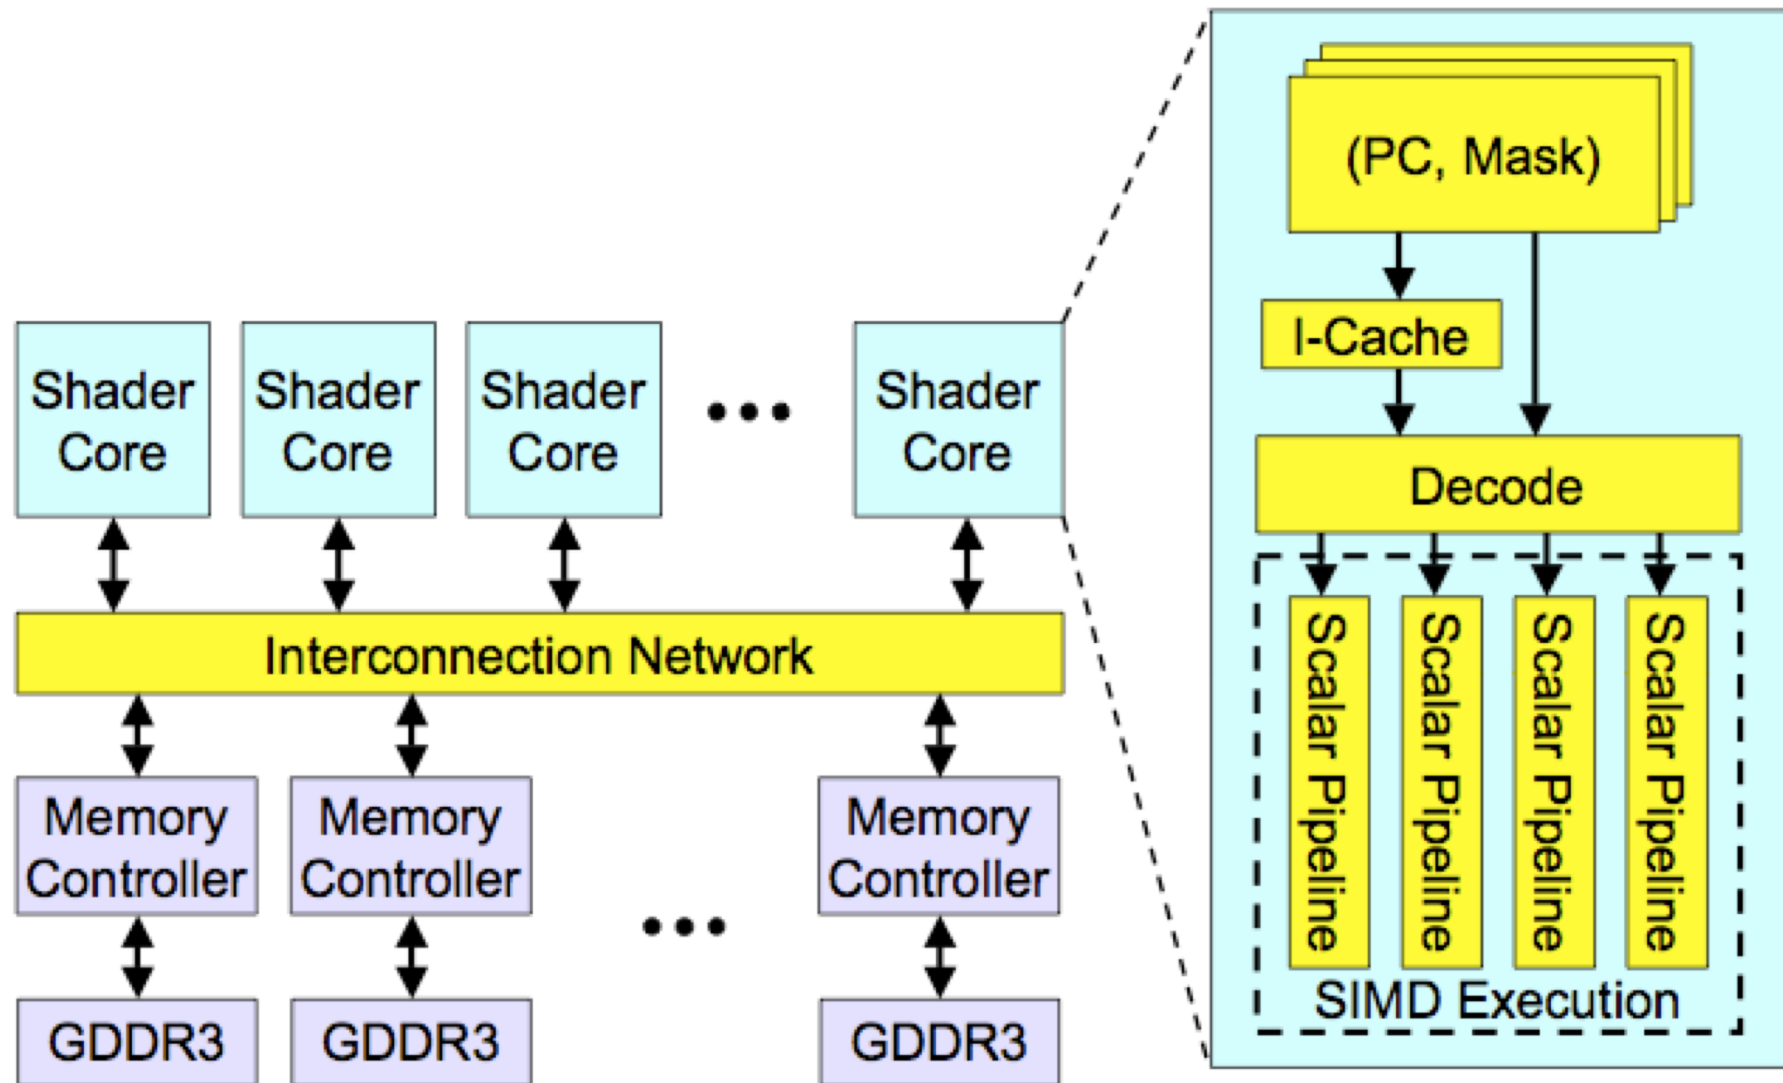 (PC, Mask)
I-Cache
Decode
Scalar Pipeline
Scalar Pipeline
Scalar Pipeline
Scalar Pipeline
SIMD Execution
Shader
Core
Shader
Core
Shader
Core
Shader
Core
Interconnection Network
Memory
Controller
Memory
Controller
Memory
Controller
GDDR3
GDDR3
GDDR3